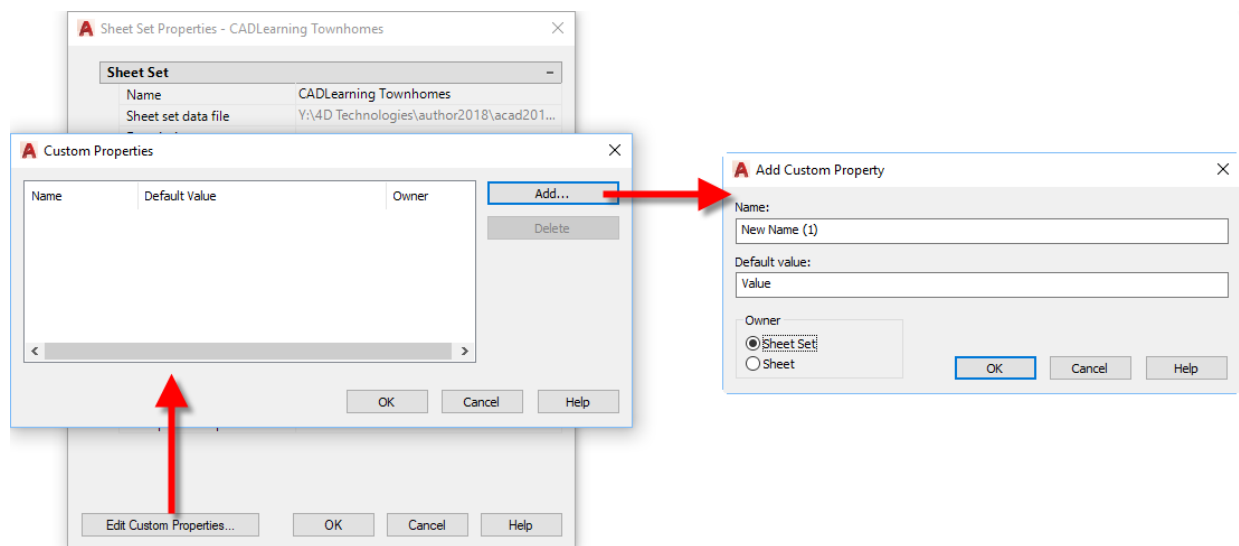 Sheet Set Properties - CADLearning Townhomes
Sheet Set
Name CADLearning Townhomes
Sheet set data file Y:\4D Technologies\author2018\acad201...
Custom Properties
Name Default Value Owner
Add...
Delete
OK Cancel Help
Edit Custom Properties... OK Cancel Help
Add Custom Property
Name:
New Name (1)
Default value:
Value
Owner
Sheet Set
Sheet
OK Cancel Help